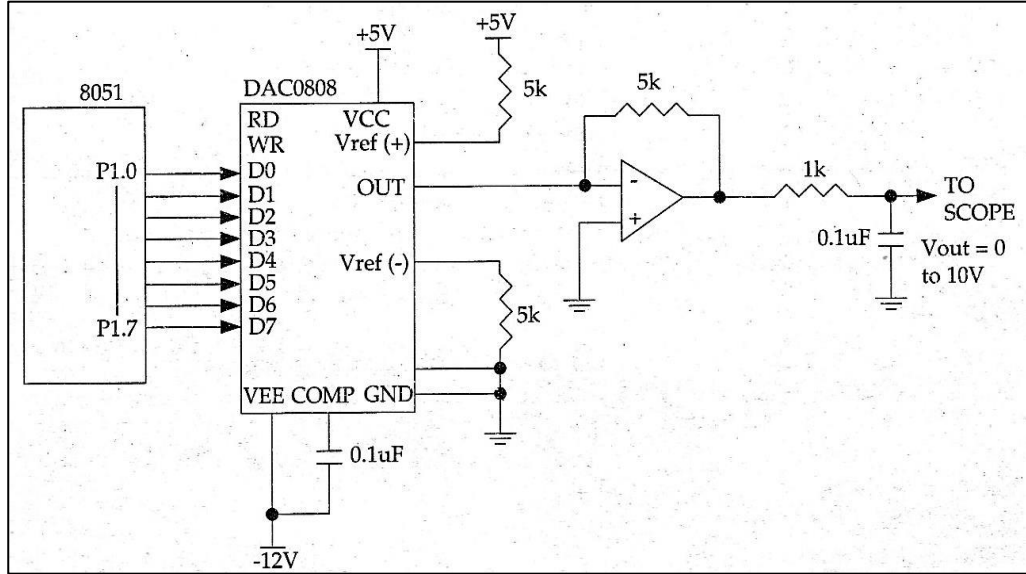 +5V
+5V
8051
DAC0808
5k
5k
RD
VCC
WR
Vref (+)
P1.0
D0
D1
OUT
D2
D3
D4
Vref (-)
D5
D6
P1.7
D7
-
+
1k
TO
SCOPE
0.1uF
Vout = 0
to 10V
5k
VEE COMP GND
0.1uF
-12V